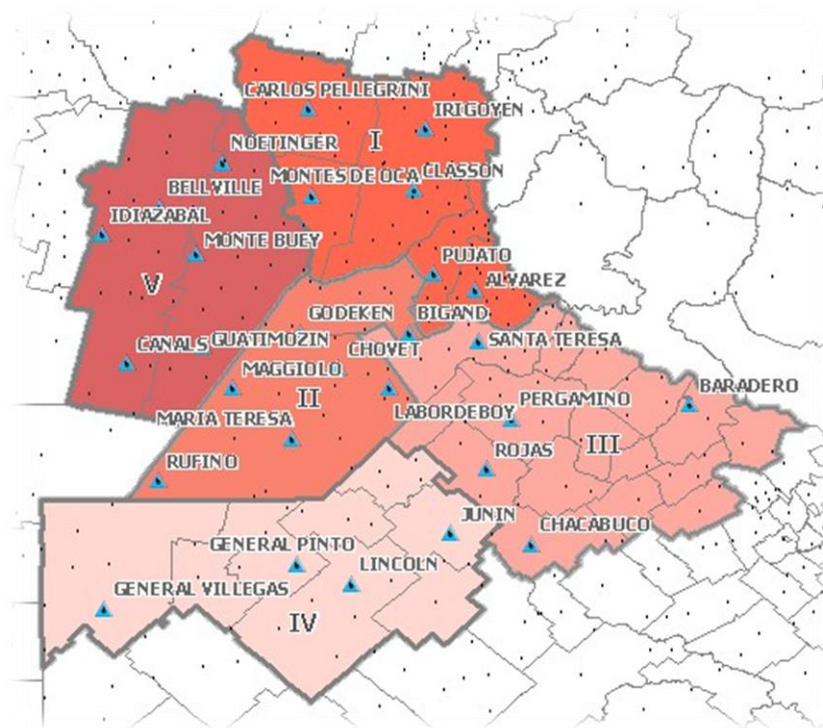 CARLOS PELLEGRINI
IRIGOYEN
I
NOETINGER
MONTES DE OCA
CLASSON
BELLVILLE
IDIAZABAL
MONTE BUEY
PUJATO
V
ALVAREZ
GODEKEN
BIGAND
GUATIMOZIN
CHOVET
SANTA TERESA
CANALS
MAGGIOLO
BARADERO
II
PERGAMINO
LABORDEBOY
MARIA TERESA
III
ROJAS
RUFINO
JUNIN
CHACABUCO
GENERAL PINTO
LINCOLN
GENERAL VILLEGAS
IV